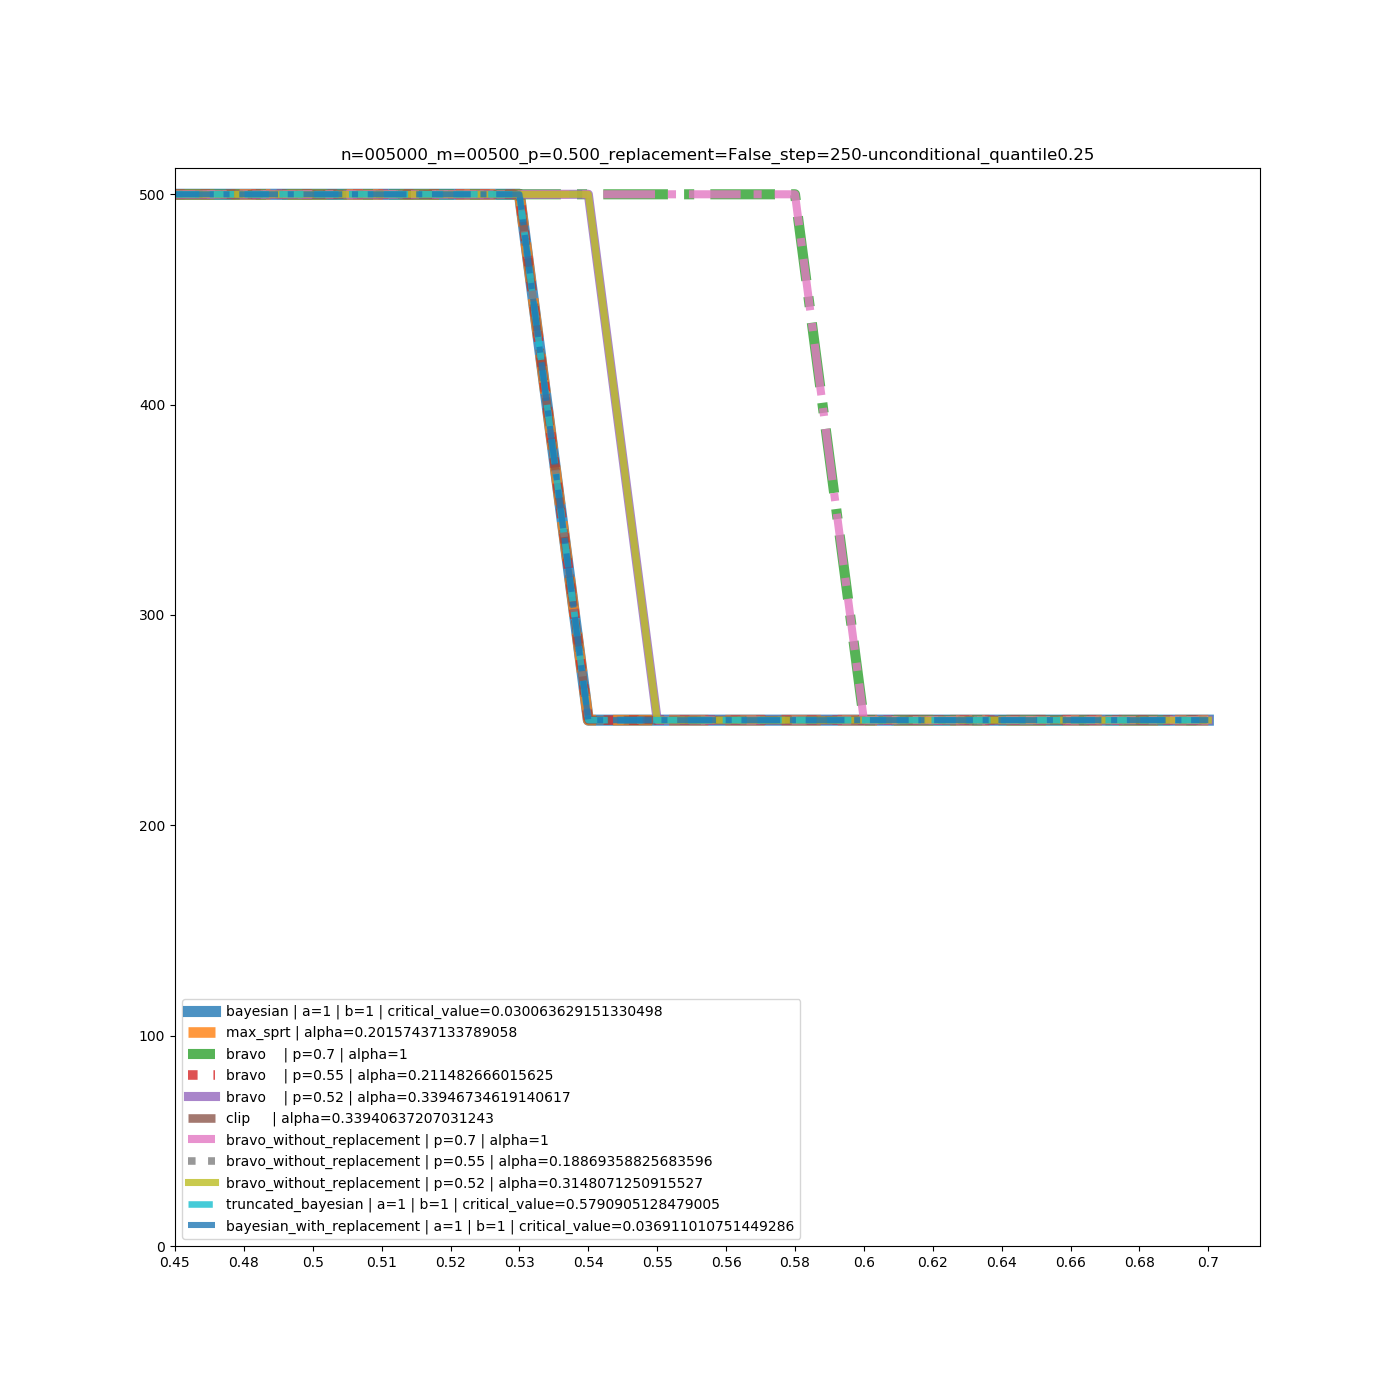 n=005000_m=00500_p=0.500_replacement=False_step=250-unconditional_quantile0.25
500
400
300
200
100
0
bayesian | a=1 | b=1 | critical_value=0.030063629151330498
max_sprt | alpha=0.20157437133789058
bravo | p=0.7 | alpha=1
bravo | p=0.55 | alpha=0.211482666015625
bravo | p=0.52 | alpha=0.33946734619140617
clip | alpha=0.33940637207031243
bravo_without_replacement | p=0.7 | alpha=1
bravo_without_replacement | p=0.55 | alpha=0.18869358825683596
bravo_without_replacement | p=0.52 | alpha=0.3148071250915527
truncated_bayesian | a=1 | b=1 | critical_value=0.5790905128479005
bayesian_with_replacement | a=1 | b=1 | critical_value=0.036911010751449286
0.45 0.48 0.5 0.51 0.52 0.53 0.54 0.55 0.56 0.58 0.6 0.62 0.64 0.66 0.68 0.7